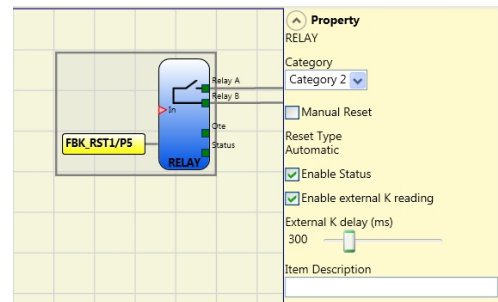 Relay A
Relay B
In
Ote
Status
FBK_RST1/P5
RELAY
Property
RELAY
Category
Category 2
Manual Reset
Reset Type
Automatic
Enable Status
Enable external K reading
External K delay (ms)
300
Item Description